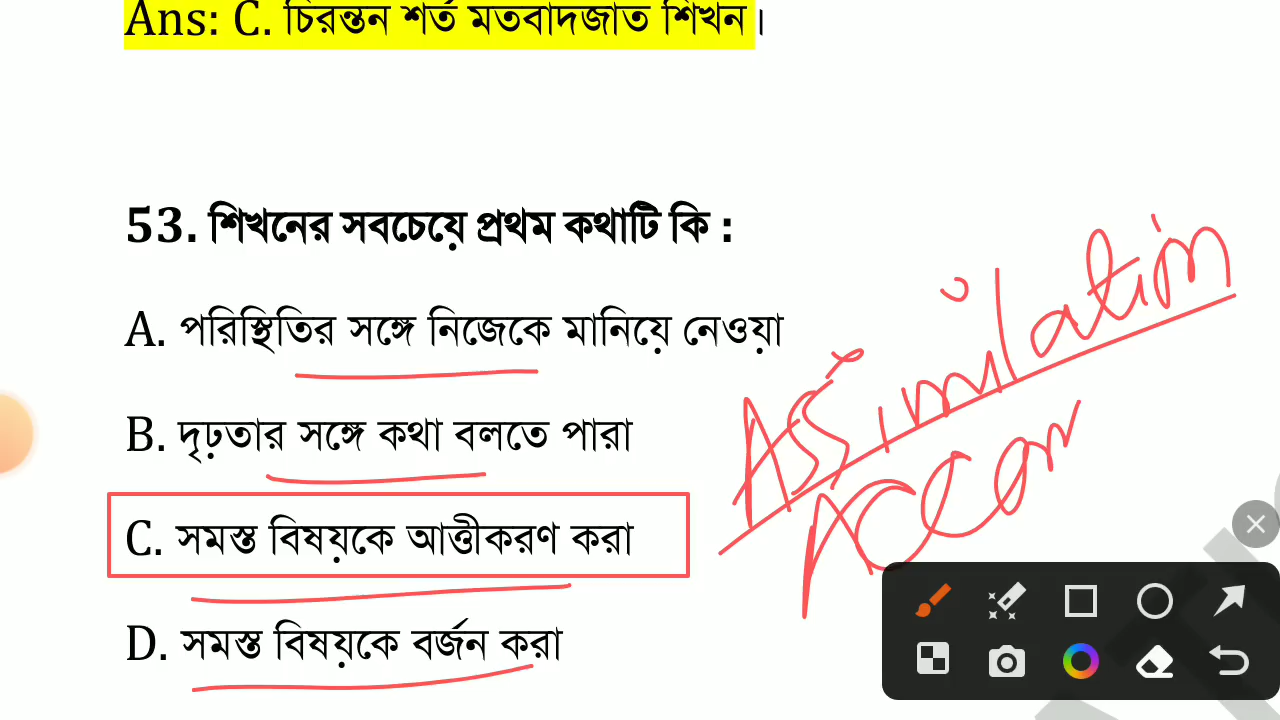 Ans: C. চিরন্তন শর্ত মতবাদজাত শিখন।
53. শিখনের সবচেয়ে প্রথম কথাটি কি :
A. পরিস্থিতির সঙ্গে নিজেকে মানিয়ে নেওয়া
B. দৃঢ়তার সঙ্গে কথা বলতে পারা
C. সমস্ত বিষয়কে আত্তীকরণ করা
D. সমস্ত বিষয়কে বর্জন করা
Assimilation
Accom